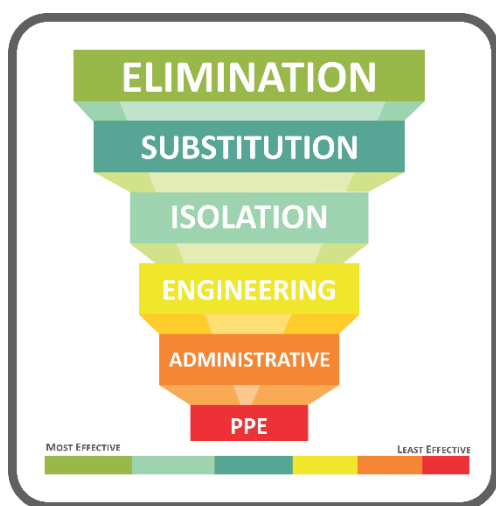 ELIMINATION
SUBSTITUTION
ISOLATION
ENGINEERING
ADMINISTRATIVE
PPE
MOST EFFECTIVE
LEAST EFFECTIVE